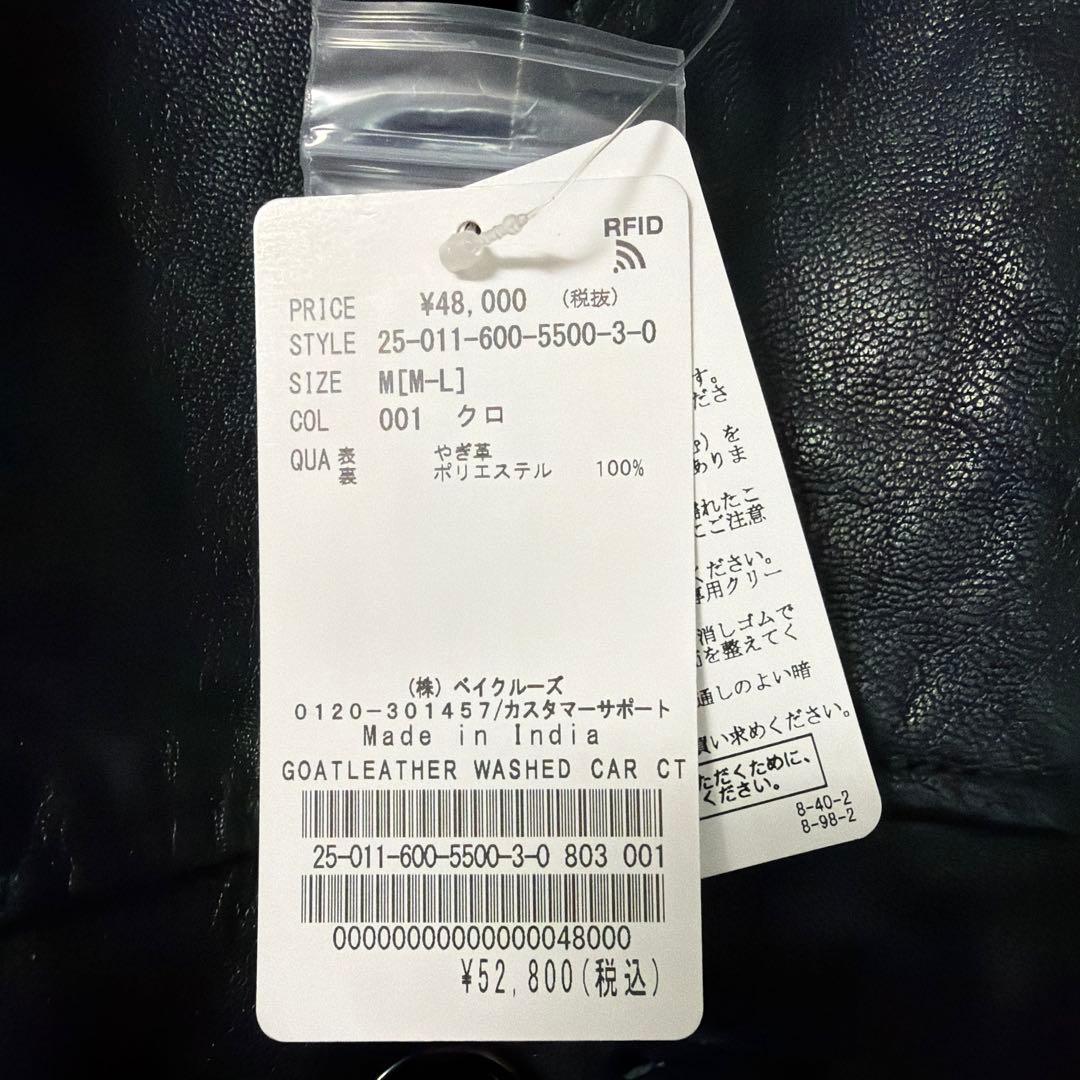 RFID
PRICE ¥48,000 (税抜)
STYLE 25-011-600-5500-3-0
SIZE M[M-L]
COL 001 クロ
QUA 表 やぎ革
裏 ポリエステル 100%
(株) ベイクルーズ
0120-301457/カスタマーサポート
Made in India
GOATLEATHER WASHED CAR CT
25-011-600-5500-3-0 803 001
00000000000000048000
¥52,800(税込)
す。
ださ
を
ありま
れたこ
ご注意
ください。
専用クリー
消しゴムで
を整えてく
通しのよい暗
買い求めください。
ただくために、
ください。
8-40-2
8-98-2